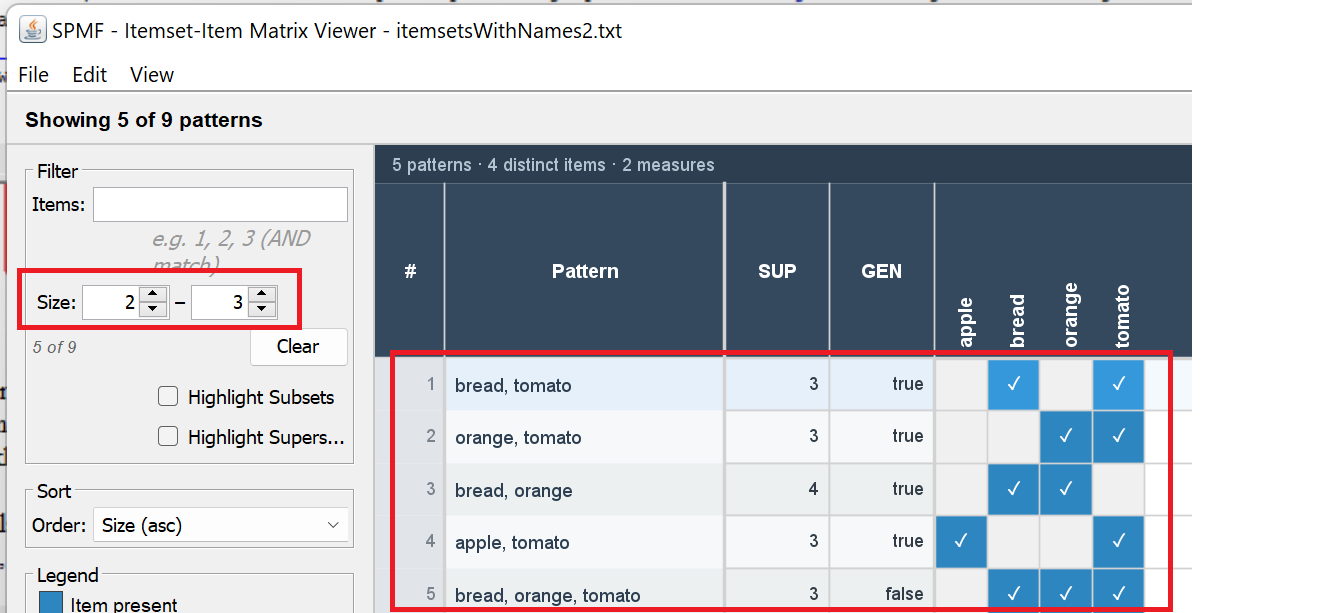 SPMF - Itemset-Item Matrix Viewer - itemsetsWithNames2.txt
File Edit View
Showing 5 of 9 patterns
Filter
Items:
e.g. 1, 2, 3 (AND
match)
Size: 2 – 3
5 of 9 Clear
Highlight Subsets
Highlight Supers...
Sort
Order: Size (asc)
Legend
Item present
5 patterns · 4 distinct items · 2 measures
# Pattern SUP GEN apple bread orange tomato
1 bread, tomato 3 true ✓ ✓
2 orange, tomato 3 true ✓ ✓
3 bread, orange 4 true ✓ ✓
4 apple, tomato 3 true ✓ ✓
5 bread, orange, tomato 3 false ✓ ✓ ✓